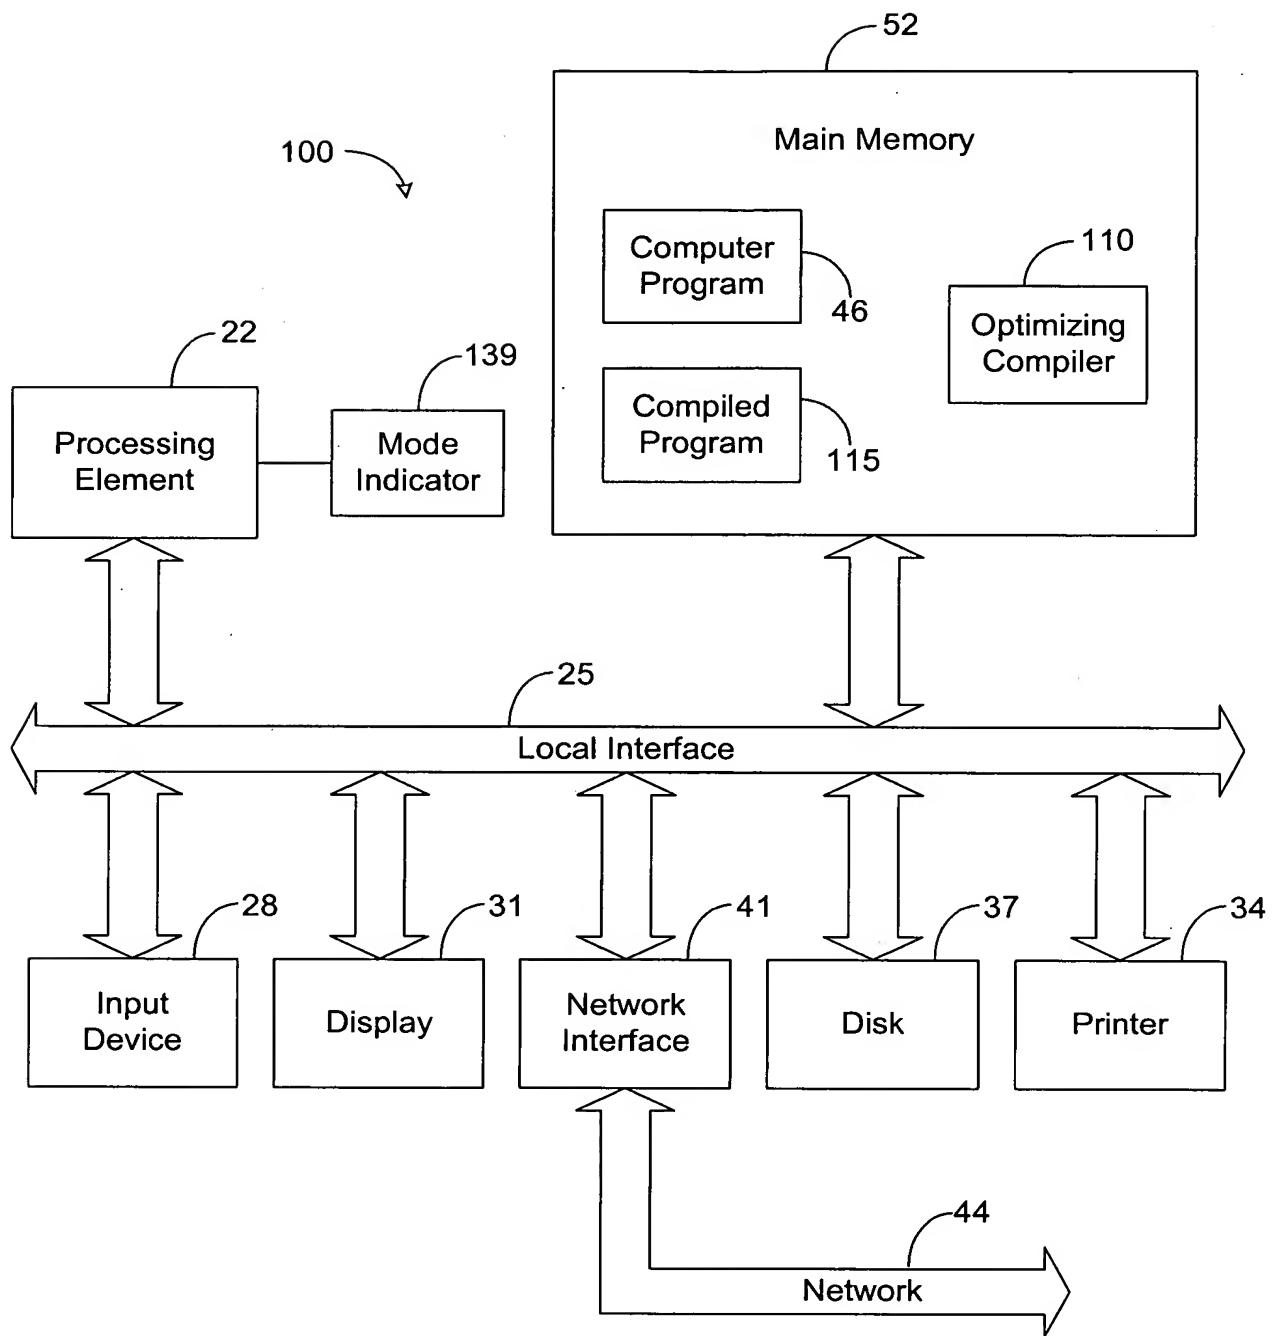 52
Main Memory
100
Computer
Program
46
110
Optimizing
Compiler
22
139
Processing
Element
Mode
Indicator
Compiled
Program
115
25
Local Interface
28
31
41
37
34
Input
Device
Display
Network
Interface
Disk
Printer
44
Network